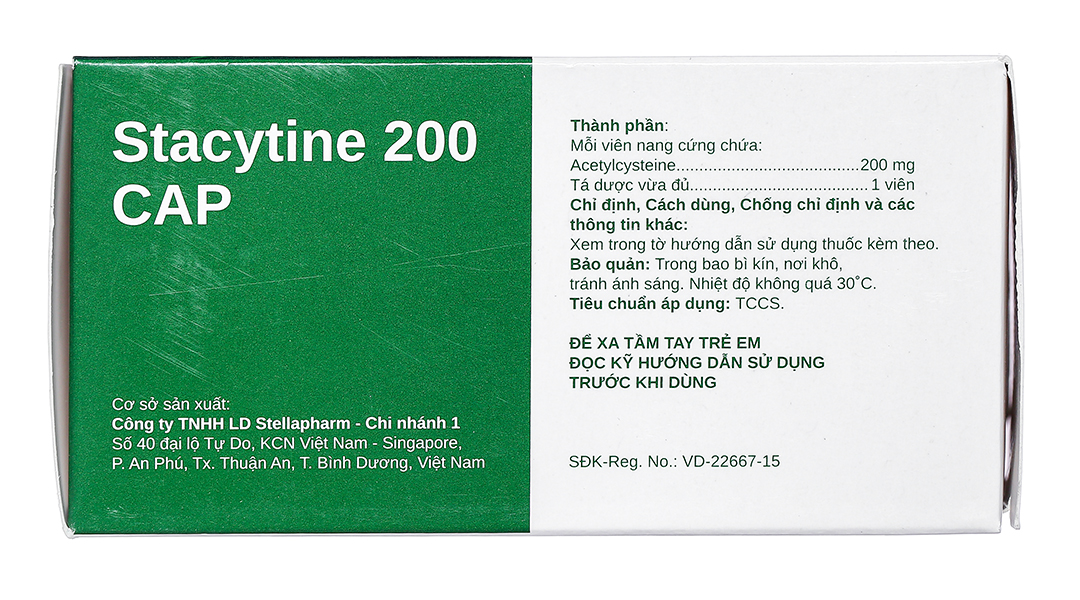 Stacytine 200
CAP
Cơ sở sản xuất:
Công ty TNHH LD Stellapharm - Chi nhánh 1
Số 40 đại lộ Tự Do, KCN Việt Nam - Singapore,
P. An Phú, Tx. Thuận An, T. Bình Dương, Việt Nam
Thành phần:
Mỗi viên nang cứng chứa:
Acetylcysteine............................................200 mg
Tá dược vừa đủ........................................... 1 viên
Chỉ định, Cách dùng, Chống chỉ định và các
thông tin khác:
Xem trong tờ hướng dẫn sử dụng thuốc kèm theo.
Bảo quản: Trong bao bì kín, nơi khô,
tránh ánh sáng. Nhiệt độ không quá 30°C.
Tiêu chuẩn áp dụng: TCCS.
ĐỂ XA TẦM TAY TRẺ EM
ĐỌC KỸ HƯỚNG DẪN SỬ DỤNG
TRƯỚC KHI DÙNG
SĐK-Reg. No.: VD-22667-15